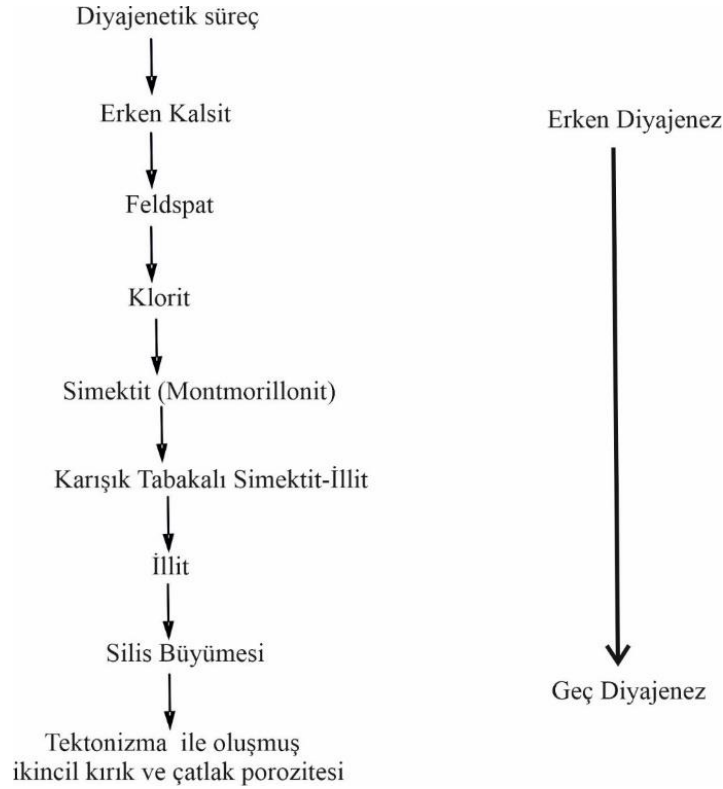 Diyajenetik süreç
Erken Kalsit
Erken Diyajenez
Feldspat
Klorit
Simektit (Montmorillonit)
Karışık Tabakalı Simektit-İllit
İllit
Silis Büyümesi
Geç Diyajenez
Tektonizma ile oluşmuş
ikincil kırık ve çatlak porozitesi